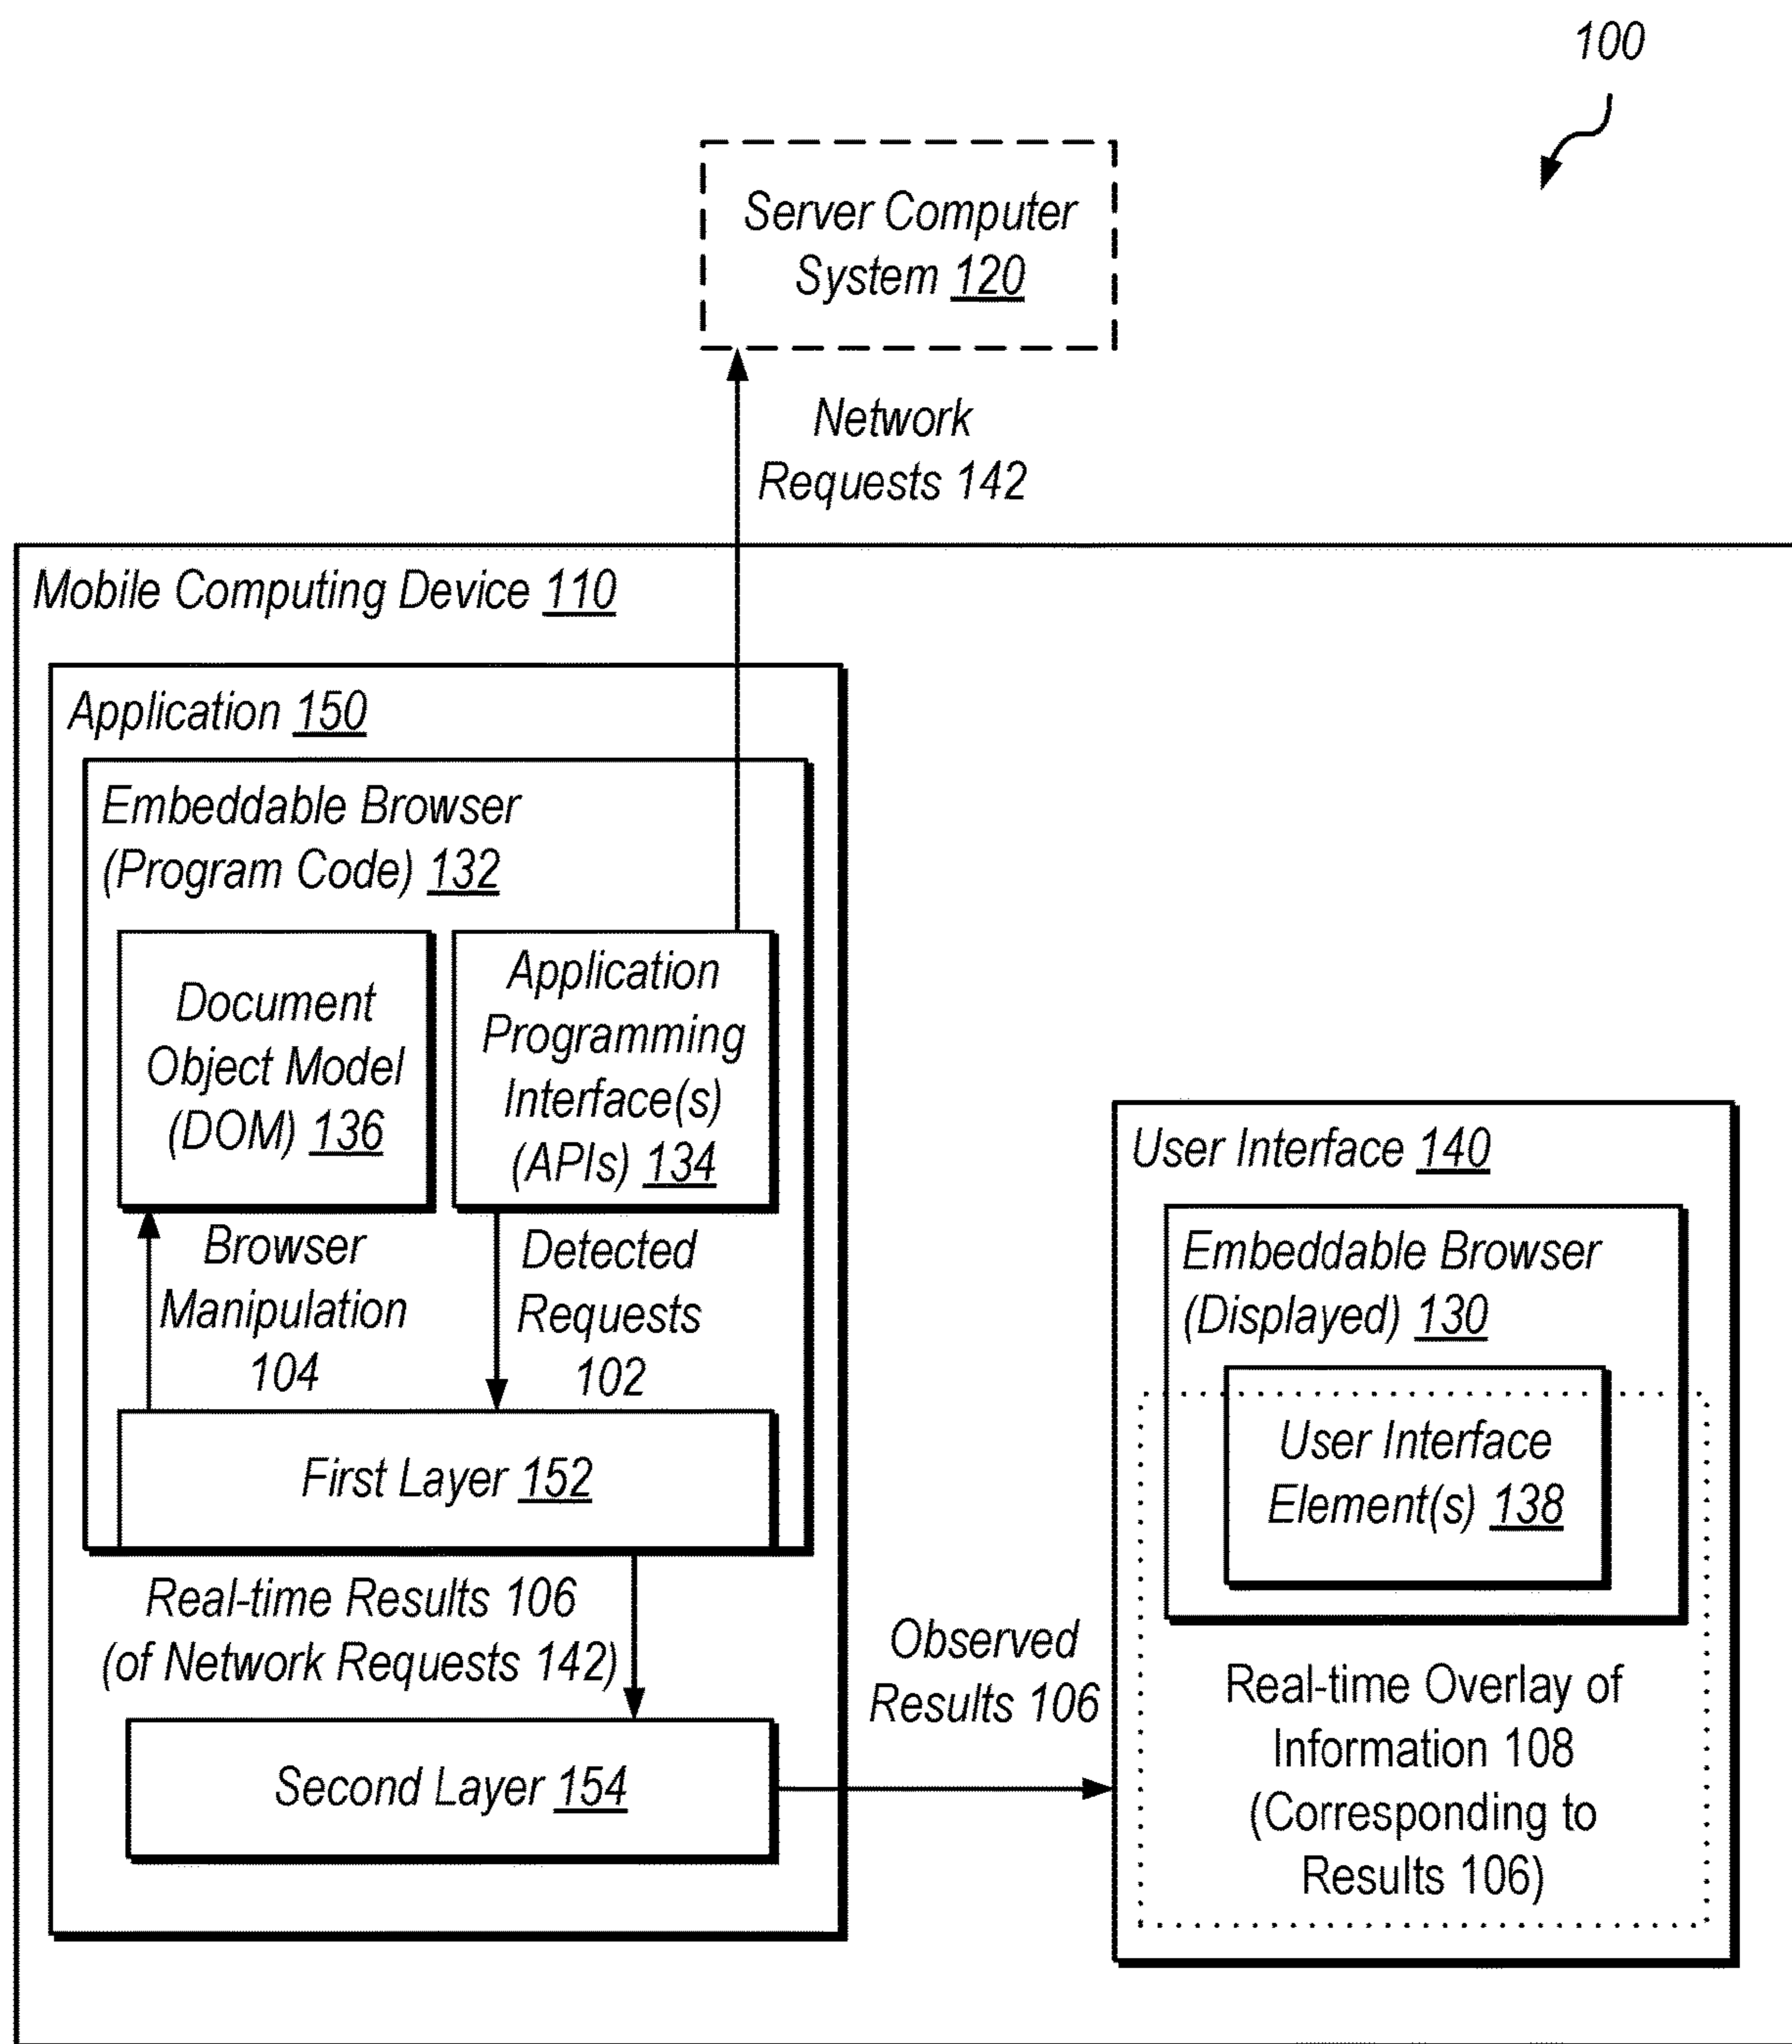 100
Server Computer
System 120
Network
Requests 142
Mobile Computing Device 110
Application 150
Embeddable Browser
(Program Code) 132
Document
Object Model
(DOM) 136
Application
Programming
Interface(s)
(APIs) 134
Browser
Manipulation
104
Detected
Requests
102
First Layer 152
Real-time Results 106
(of Network Requests 142)
Second Layer 154
Observed
Results 106
User Interface 140
Embeddable Browser
(Displayed) 130
User Interface
Element(s) 138
Real-time Overlay of
Information 108
(Corresponding to
Results 106)